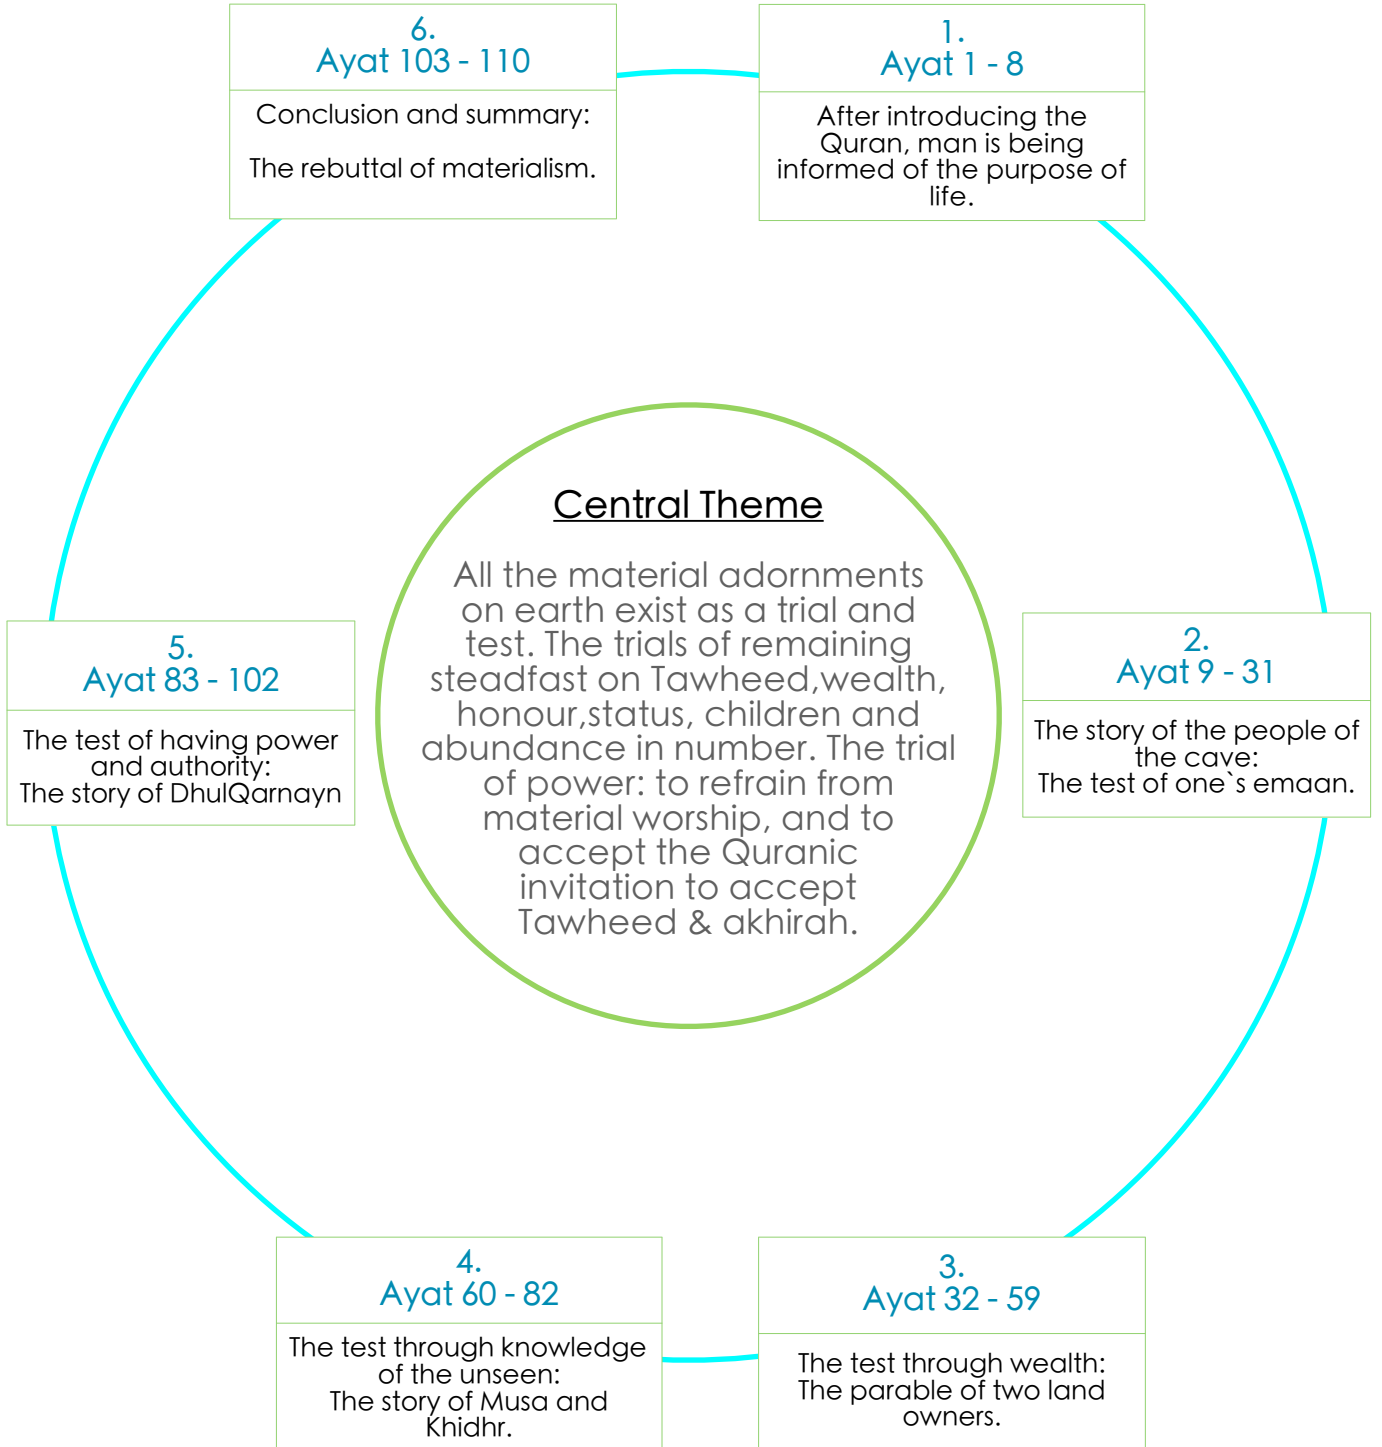 6.
Ayat 103 - 110
Conclusion and summary:
The rebuttal of materialism.
1.
Ayat 1 - 8
After introducing the
Quran, man is being
informed of the purpose of
life.
Central Theme
All the material adornments
on earth exist as a trial and
test. The trials of remaining
steadfast on Tawheed,wealth,
honour,status, children and
abundance in number. The trial
of power: to refrain from
material worship, and to
accept the Quranic
invitation to accept
Tawheed & akhirah.
5.
Ayat 83 - 102
The test of having power
and authority:
The story of DhulQarnayn
2.
Ayat 9 - 31
The story of the people of
the cave:
The test of one`s emaan.
4.
Ayat 60 - 82
The test through knowledge
of the unseen:
The story of Musa and
Khidhr.
3.
Ayat 32 - 59
The test through wealth:
The parable of two land
owners.